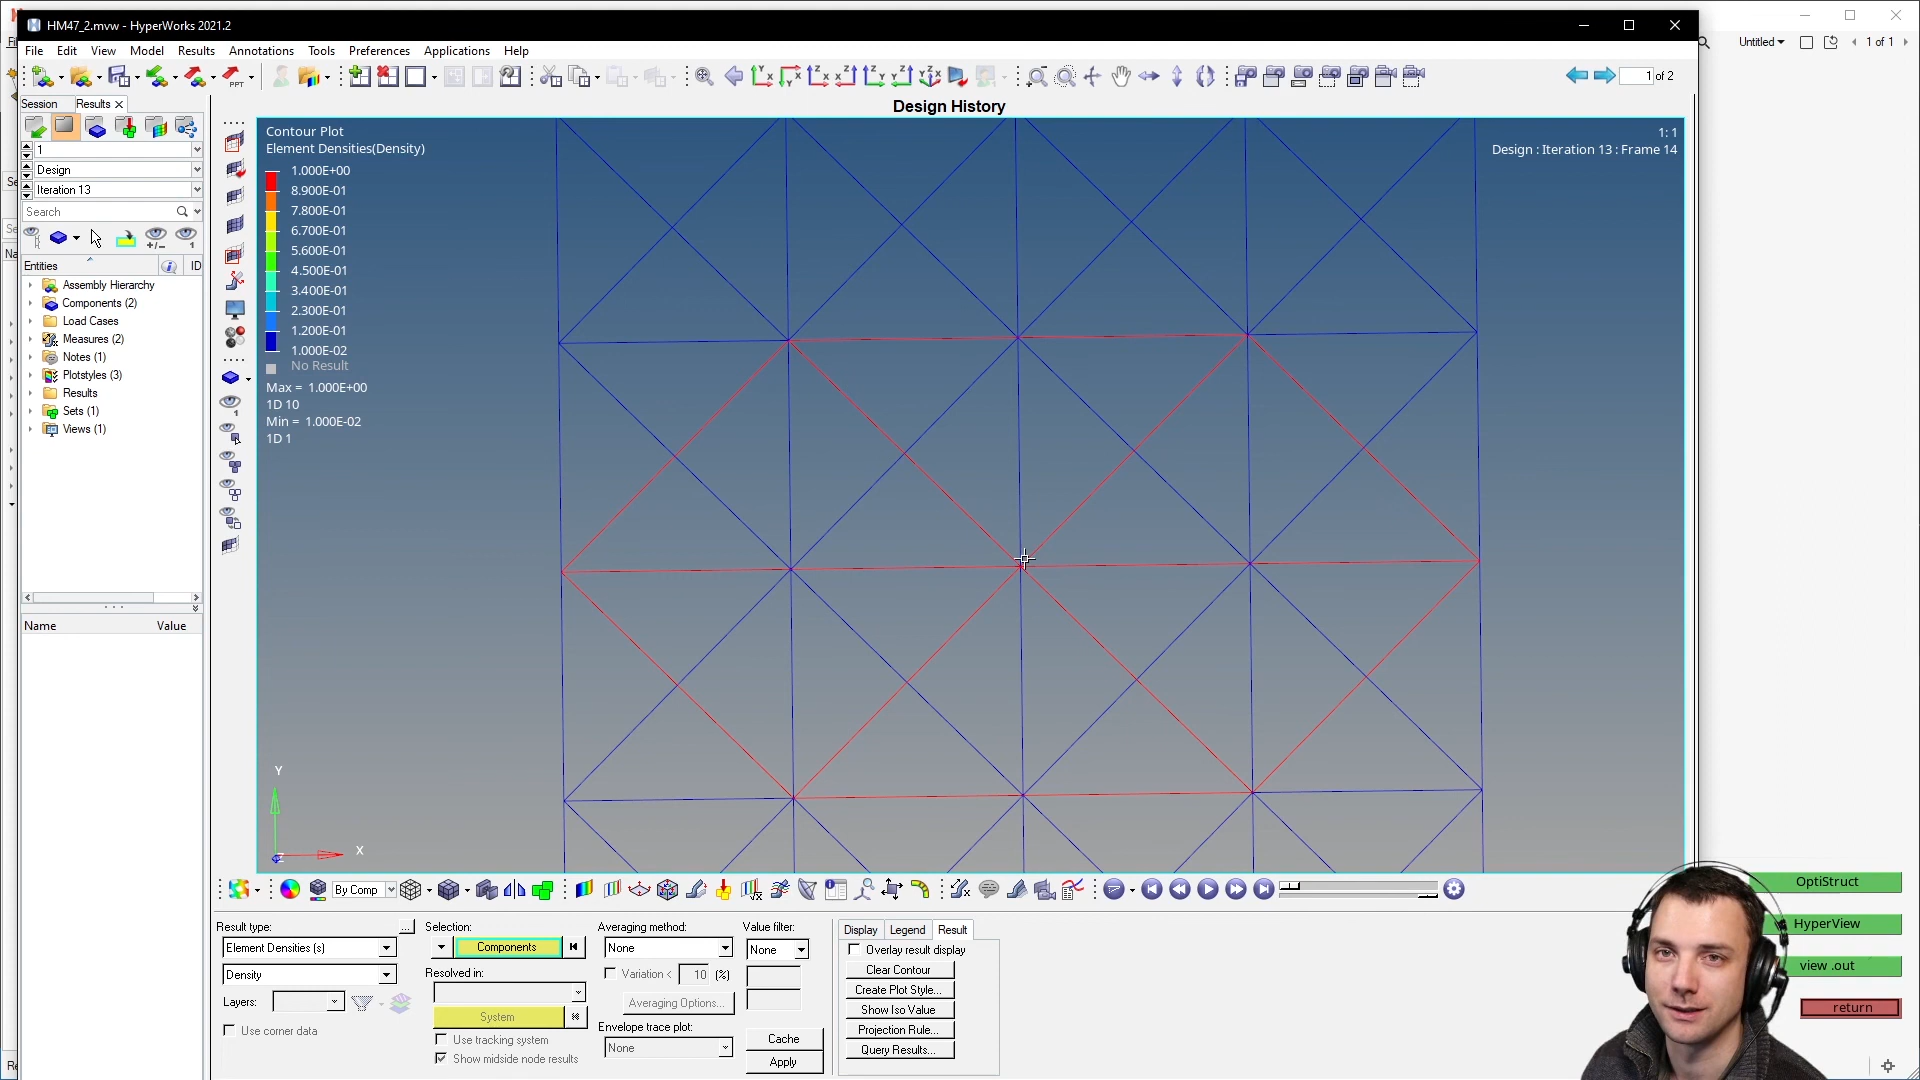 HM47_2.mvw - HyperWorks 2021.2
File Edit View Model Results Annotations Tools Preferences Applications Help
Untitled
1 of 1
PPT
1 of 2
Session
Results
Design History
1
Design
Iteration 13
Search
Entities
ID
Assembly Hierarchy
Components (2)
Load Cases
Measures (2)
Notes (1)
Plotstyles (3)
Results
Sets (1)
Views (1)
Name Value
Contour Plot
Element Densities(Density)
1.000E+00
8.900E-01
7.800E-01
6.700E-01
5.600E-01
4.500E-01
3.400E-01
2.300E-01
1.200E-01
1.000E-02
No Result
Max = 1.000E+00
1D 10
Min = 1.000E-02
1D 1
1: 1
Design : Iteration 13 : Frame 14
Y
X
Z
By Comp
Result type:
Element Densities (s)
Density
Layers:
Use corner data
Selection:
Components
Resolved in:
System
Use tracking system
Show midside node results
Averaging method:
None
Variation < 10 (%)
Averaging Options...
Envelope trace plot:
None
Value filter:
None
Cache
Apply
Display Legend Result
Overlay result display
Clear Contour
Create Plot Style...
Show Iso Value
Projection Rule...
Query Results...
OptiStruct
HyperView
view .out
return